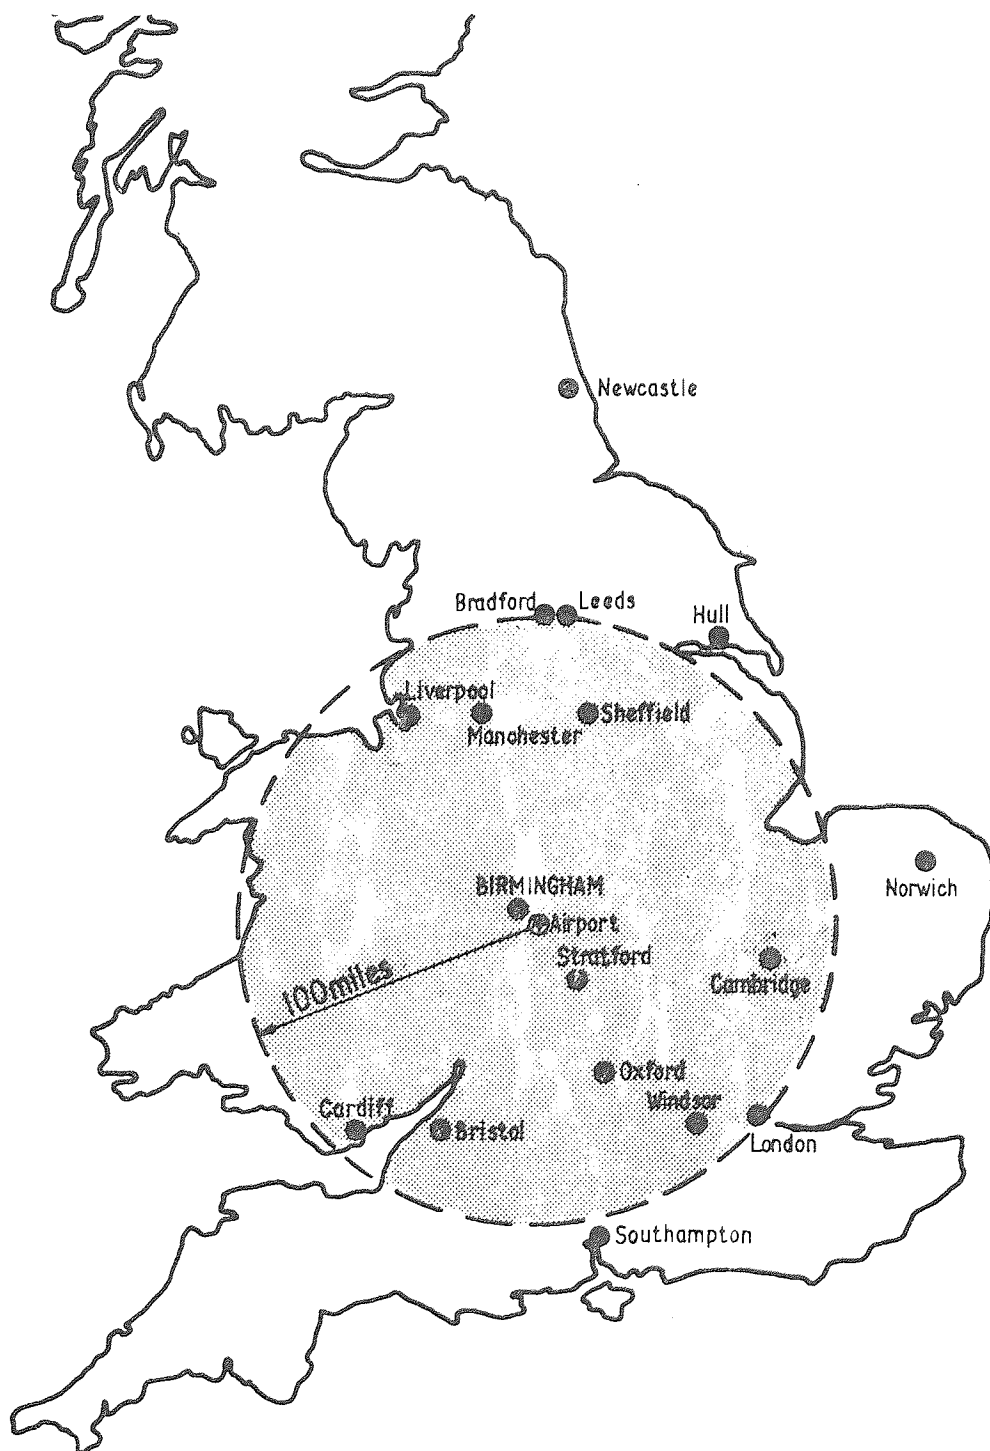 Newcastle
Bradford
Leeds
Hull
Liverpool
Manchester
Sheffield
Norwich
BIRMINGHAM
Airport
Stratford
Cambridge
100miles
Oxford
Windsor
Cardiff
Bristol
London
Southampton